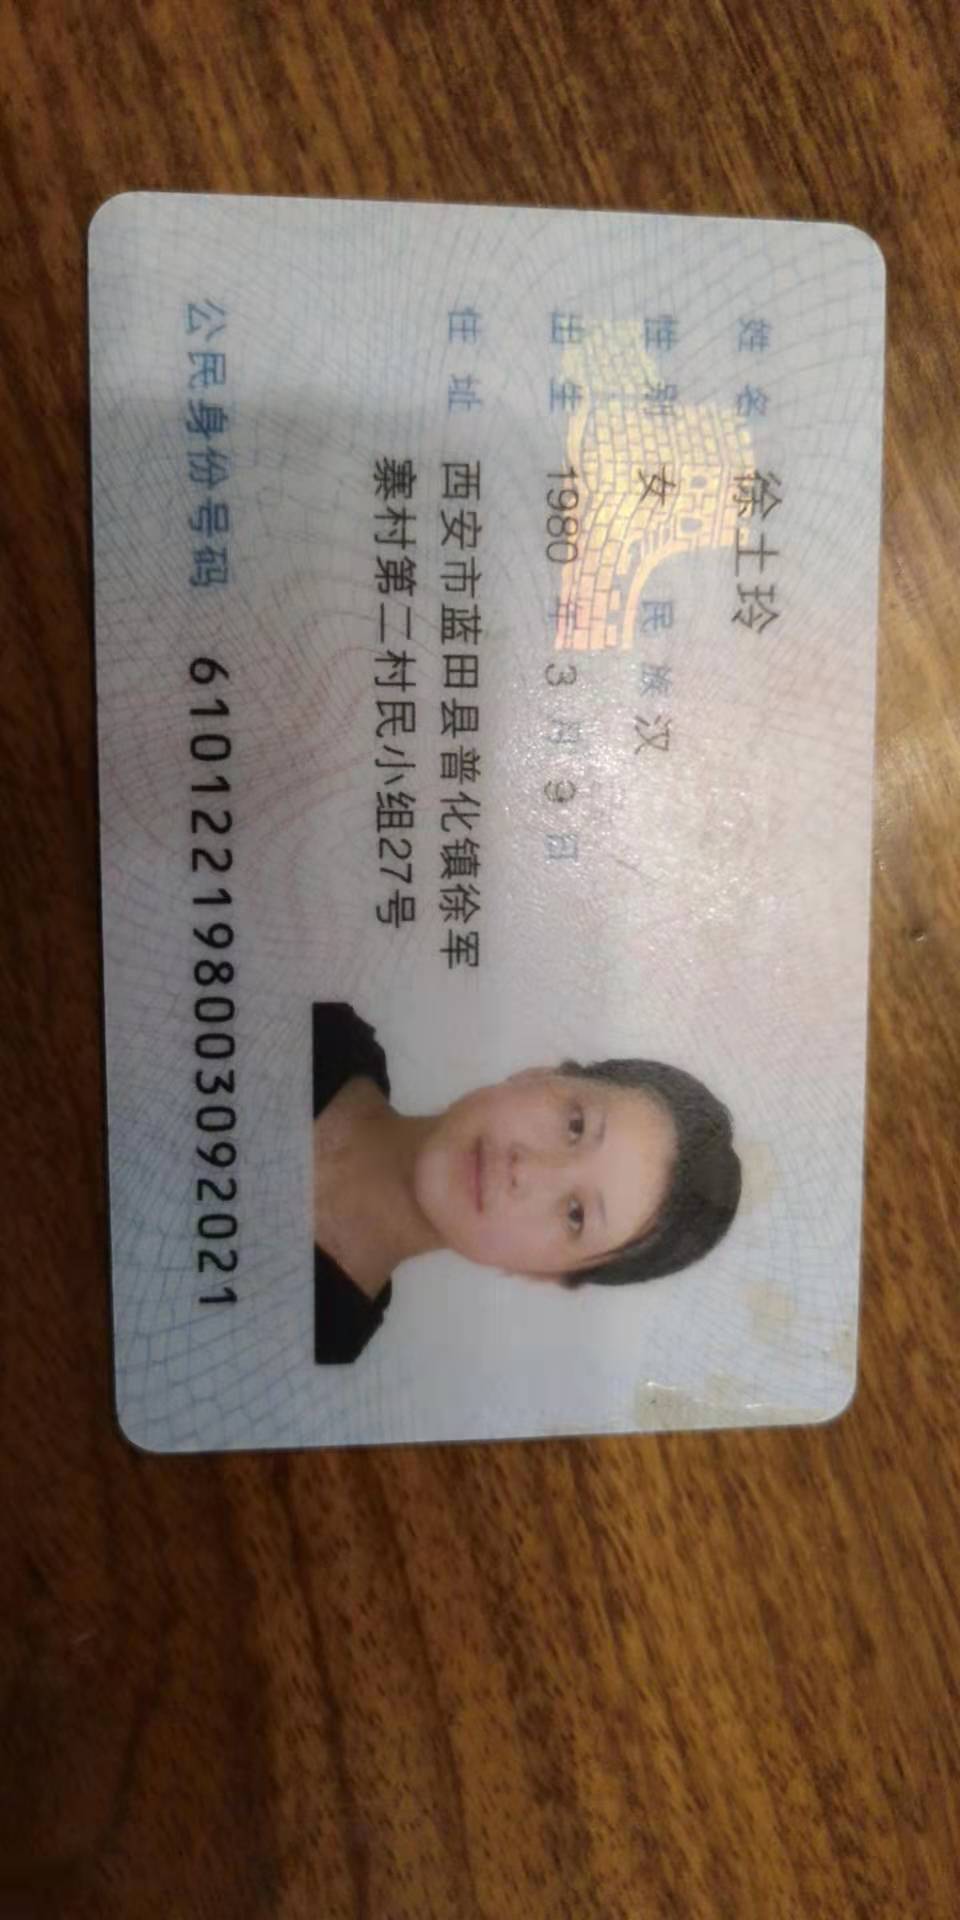 姓名 徐土玲
性别 女 民族 汉
出生 1980 年 3 月 9 日
住址 西安市蓝田县普化镇徐军
寨村第二村民小组27号
公民身份号码 610122198003092021